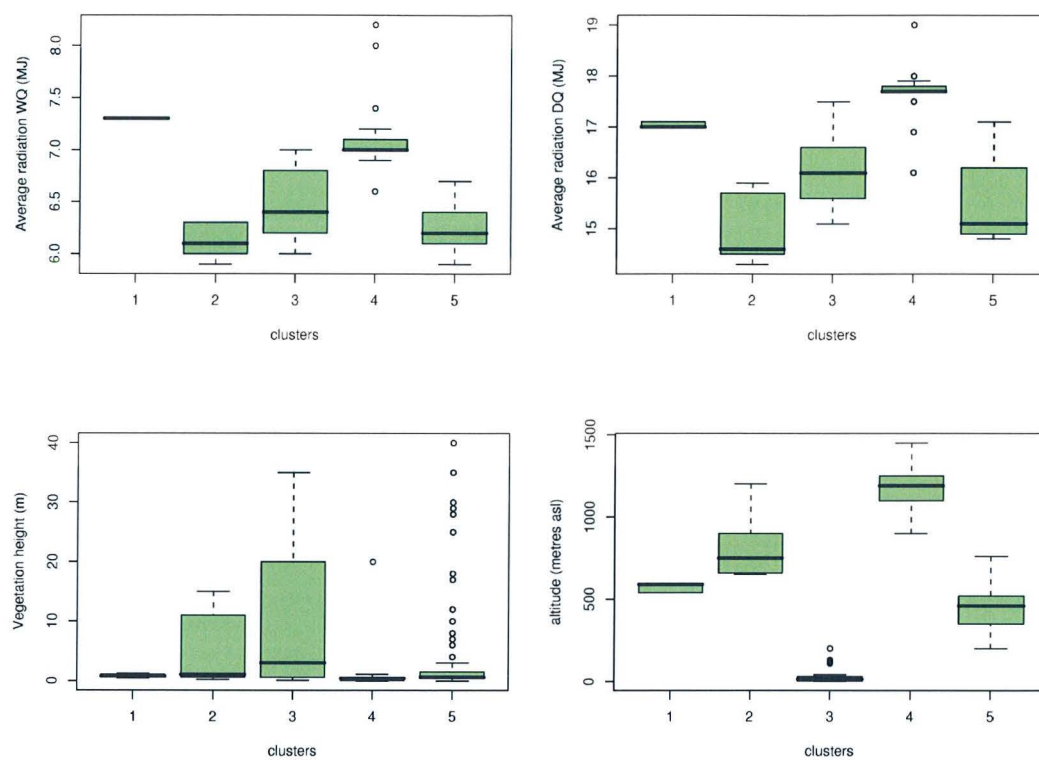 Average radiation WQ (MJ)
8.0
7.5
7.0
6.5
6.0
1 2 3 4 5
clusters
Average radiation DQ (MJ)
19
18
17
16
15
1 2 3 4 5
clusters
Vegetation height (m)
40
30
20
10
0
1 2 3 4 5
clusters
altitude (metres asl)
1500
1000
500
0
1 2 3 4 5
clusters